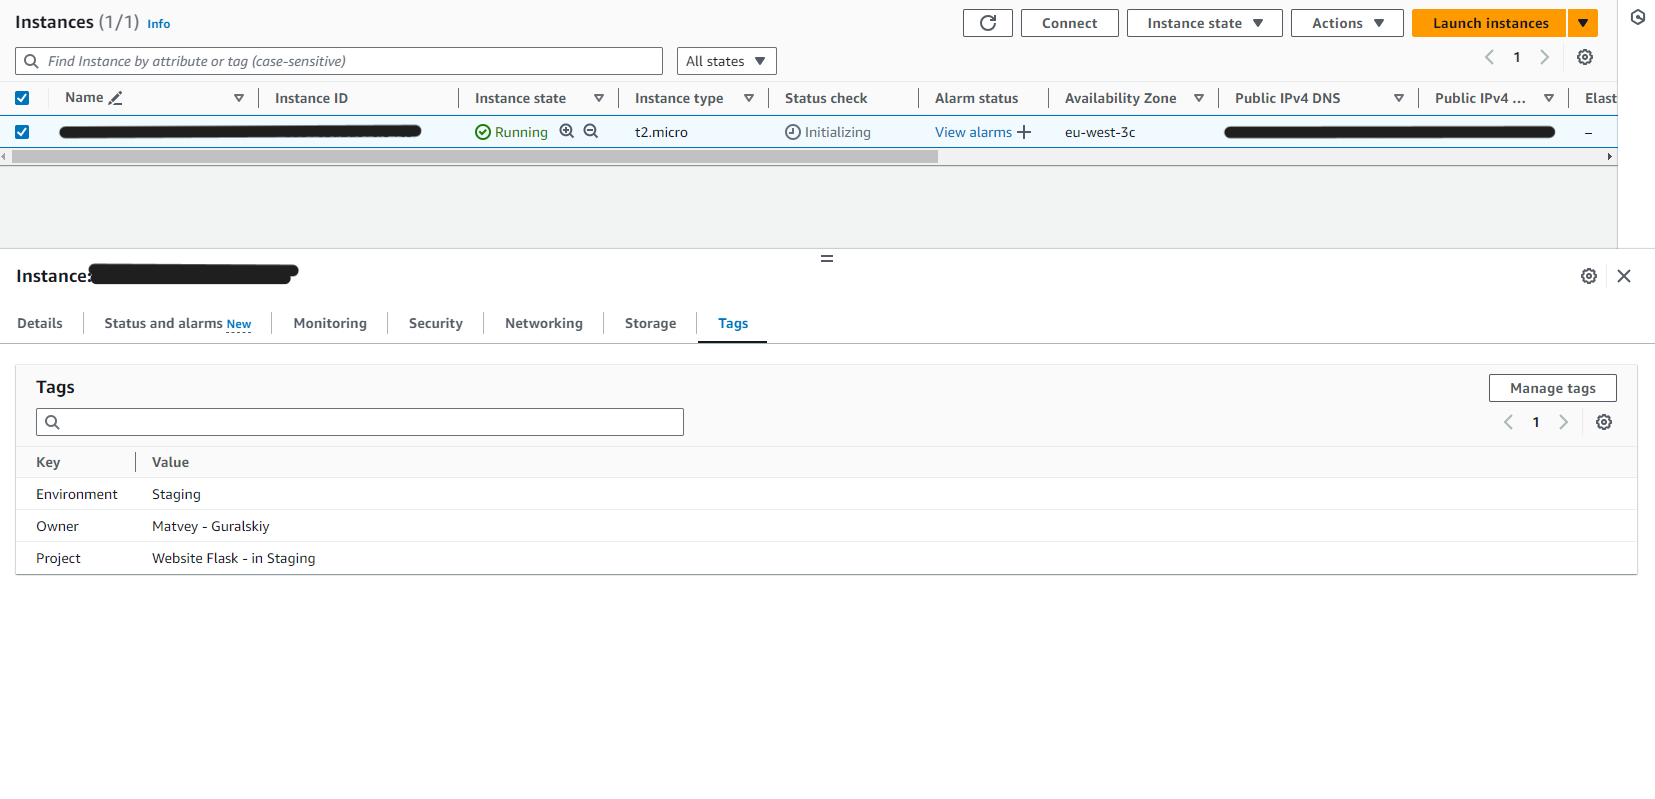 Instances (1/1) Info
Connect
Instance state
Actions
Launch instances
Find Instance by attribute or tag (case-sensitive)
All states
1
Name
Instance ID
Instance state
Instance type
Status check
Alarm status
Availability Zone
Public IPv4 DNS
Public IPv4 ...
Elast
Running
t2.micro
Initializing
View alarms
eu-west-3c
–
Instance:
Details
Status and alarms New
Monitoring
Security
Networking
Storage
Tags
Tags
Manage tags
1
Key Value
Environment Staging
Owner Matvey - Guralskiy
Project Website Flask - in Staging